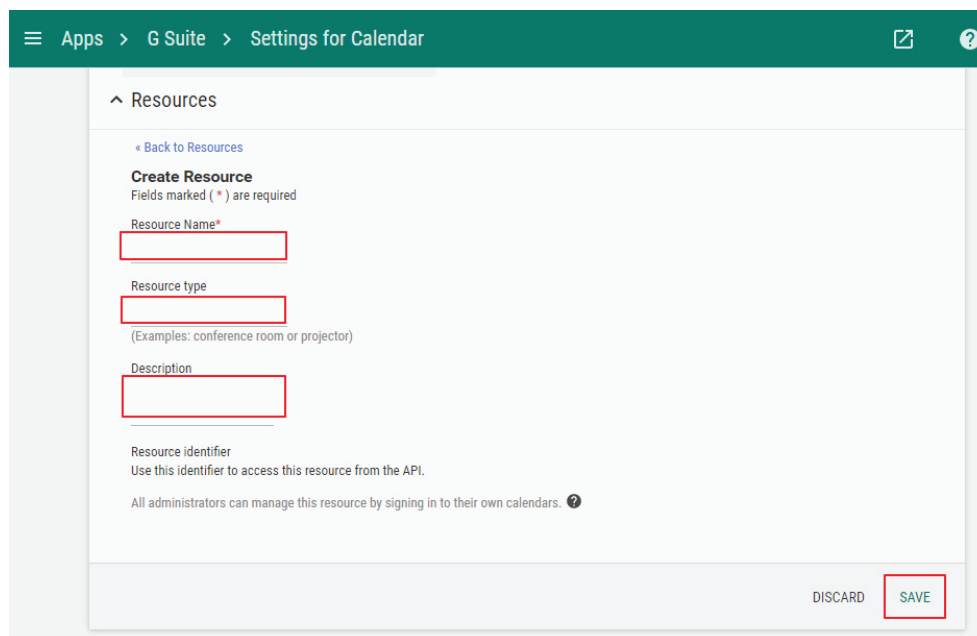 Apps > G Suite > Settings for Calendar
Resources
« Back to Resources
Create Resource
Fields marked ( * ) are required
Resource Name*
Resource type
(Examples: conference room or projector)
Description
Resource identifier
Use this identifier to access this resource from the API.
All administrators can manage this resource by signing in to their own calendars. ?
DISCARD SAVE